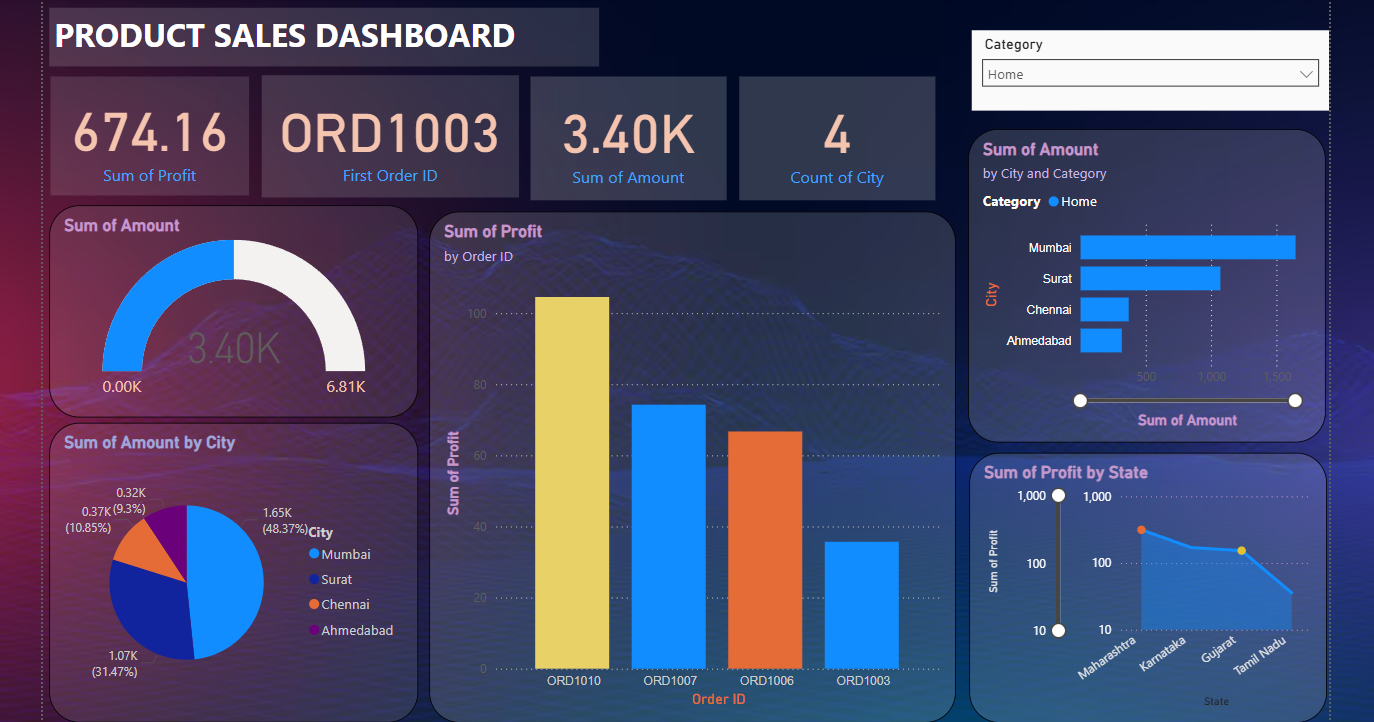 PRODUCT SALES DASHBOARD
Category
Home
674.16
Sum of Profit
ORD1003
First Order ID
3.40K
Sum of Amount
4
Count of City
Sum of Amount
3.40K
0.00K
6.81K
Sum of Amount by City
0.32K
(9.3%)
0.37K
(10.85%)
1.65K
(48.37%)
1.07K
(31.47%)
City
Mumbai
Surat
Chennai
Ahmedabad
Sum of Profit
by Order ID
Sum of Profit
100
80
60
40
20
0
ORD1010
ORD1007
ORD1006
ORD1003
Order ID
Sum of Amount
by City and Category
Category Home
City
Mumbai
Surat
Chennai
Ahmedabad
500 1,000 1,500
Sum of Amount
Sum of Profit by State
Sum of Profit
1,000
100
10
1,000
100
10
Maharashtra
Karnataka
Gujarat
Tamil Nadu
State